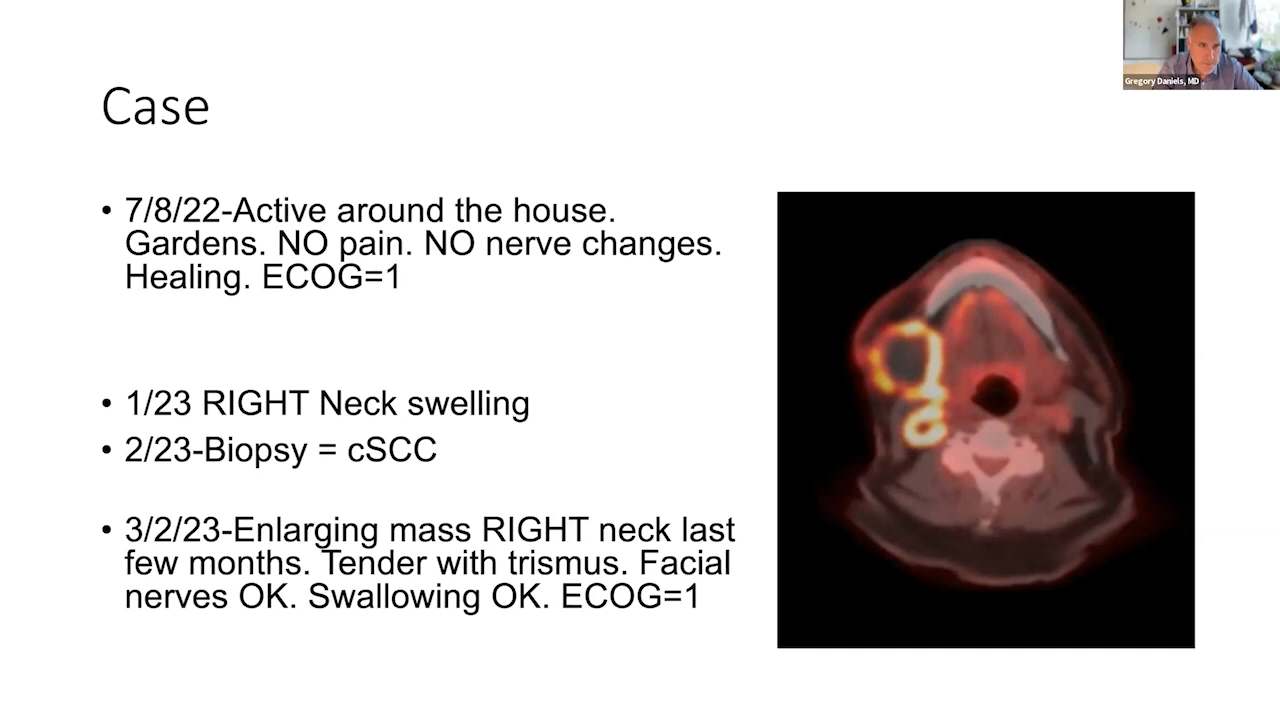 Gregory Daniels, MD
Case
• 7/8/22-Active around the house.
Gardens. NO pain. NO nerve changes.
Healing. ECOG=1
• 1/23 RIGHT Neck swelling
• 2/23-Biopsy = cSCC
• 3/2/23-Enlarging mass RIGHT neck last
few months. Tender with trismus. Facial
nerves OK. Swallowing OK. ECOG=1